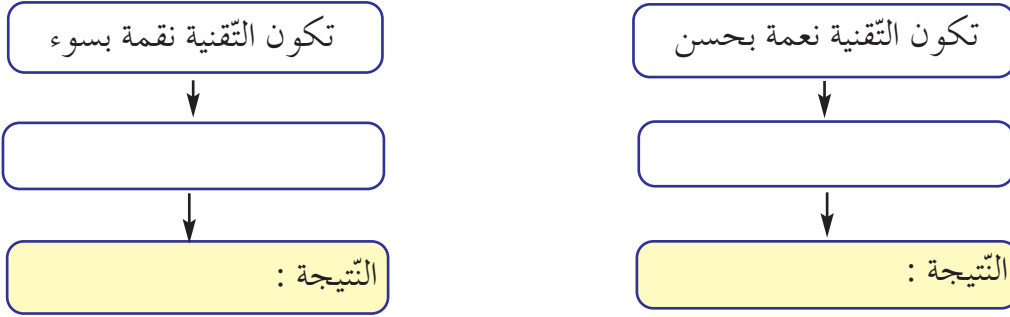 تكون التّقنية نعمة بحسن
تكون التّقنية نقمة بسوء
النّتيجة :
النّتيجة :